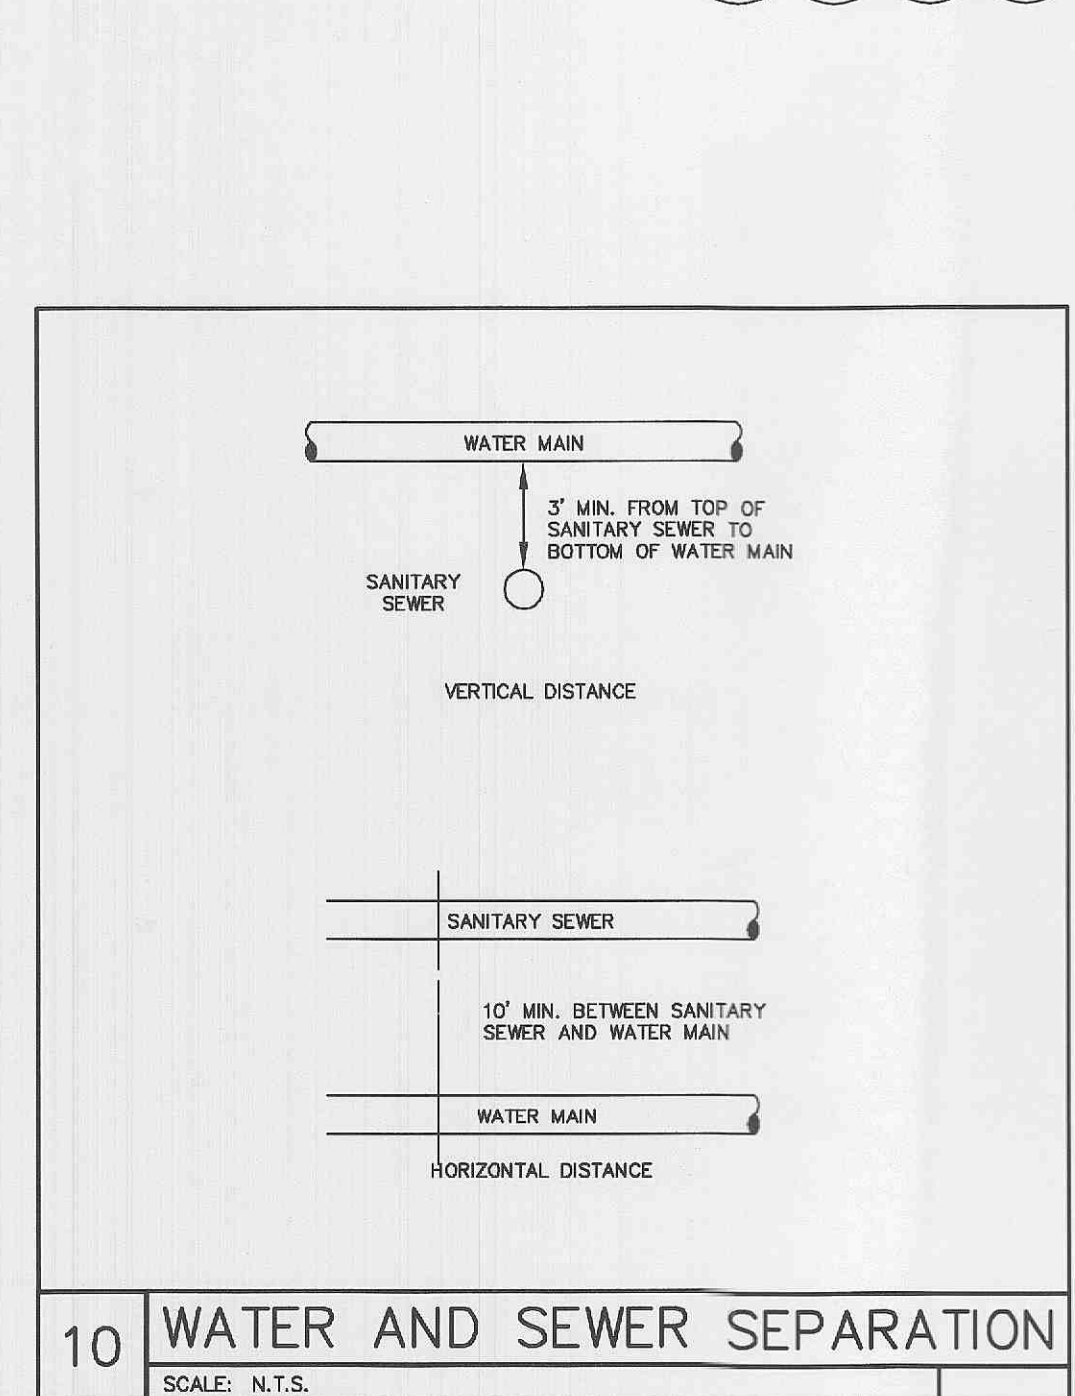 WATER MAIN
3' MIN. FROM TOP OF
SANITARY SEWER TO
BOTTOM OF WATER MAIN
SANITARY
SEWER
VERTICAL DISTANCE
SANITARY SEWER
10' MIN. BETWEEN SANITARY
SEWER AND WATER MAIN
WATER MAIN
HORIZONTAL DISTANCE
10
WATER AND SEWER SEPARATION
SCALE: N.T.S.